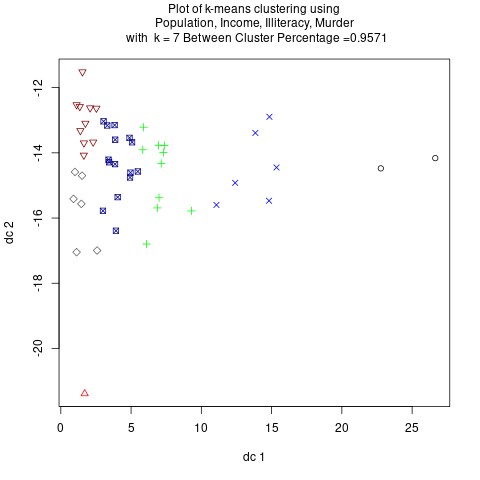 Plot of k-means clustering using
Population, Income, Illiteracy, Murder
with k = 7 Between Cluster Percentage =0.9571
-12
-14
-16
-18
-20
dc 2
0 5 10 15 20 25
dc 1